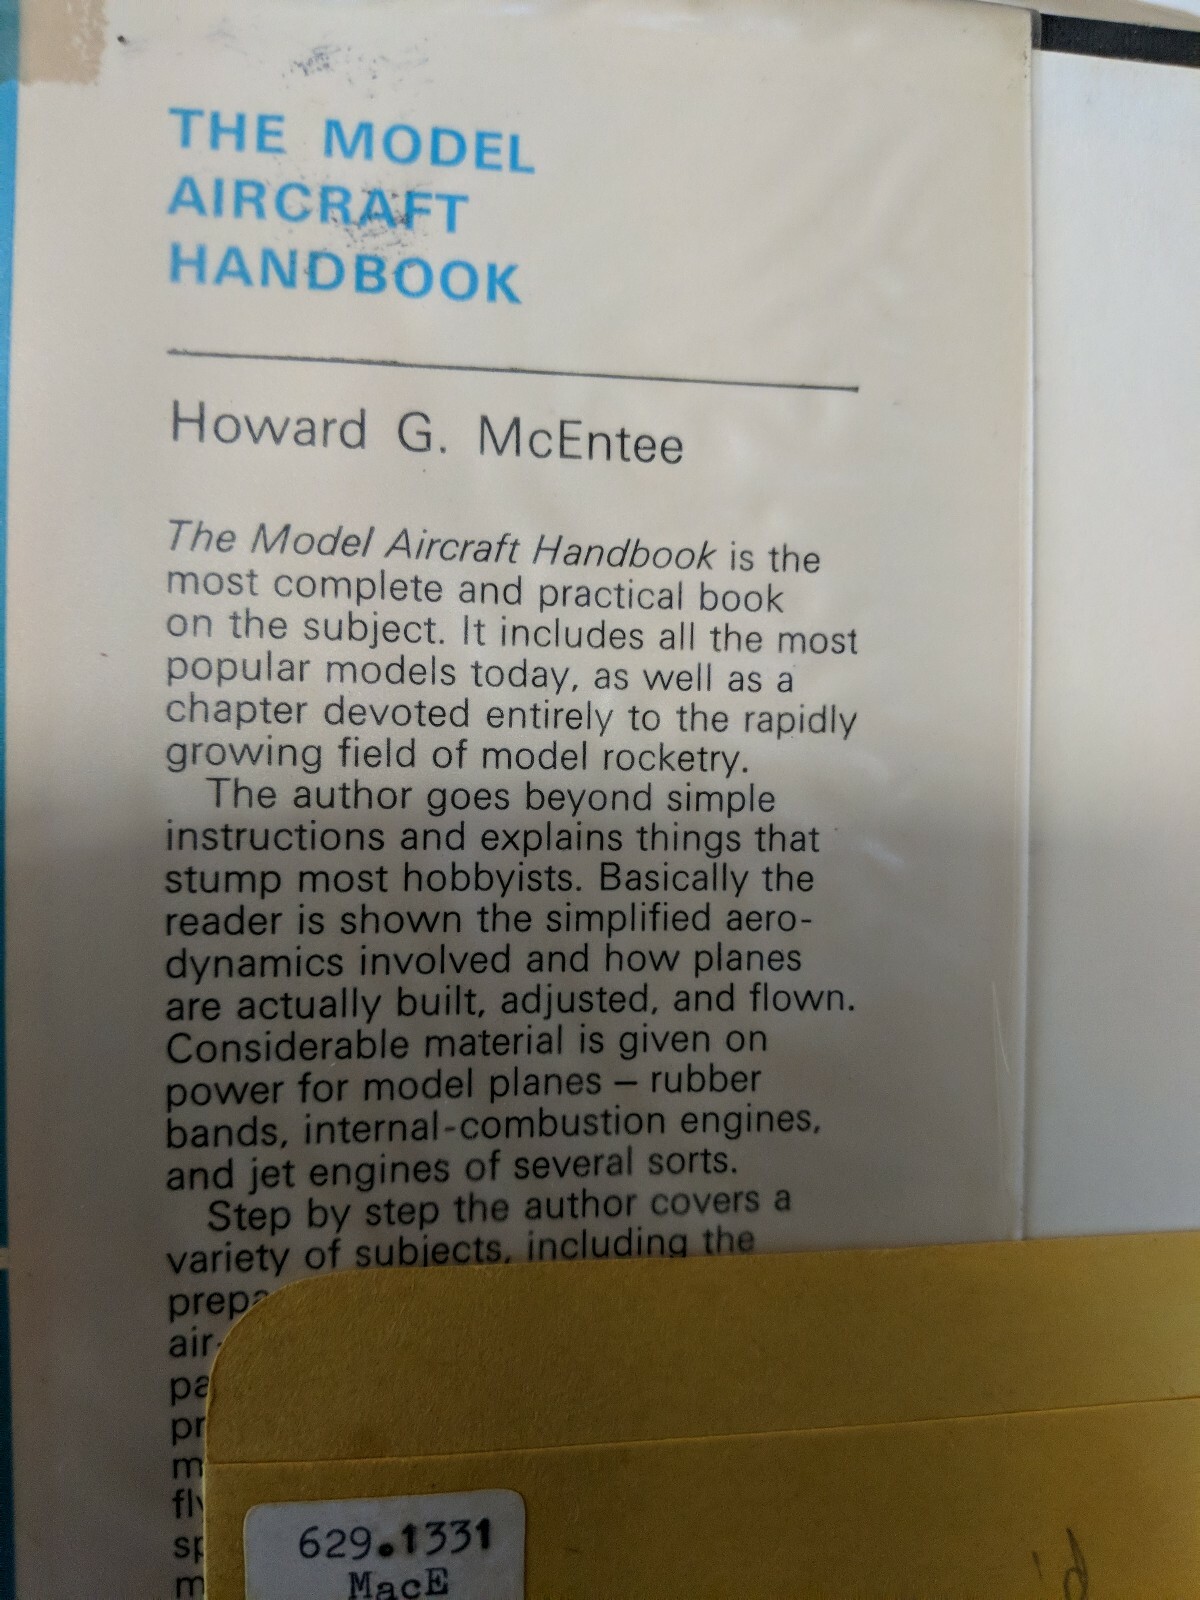 THE MODEL
AIRCRAFT
HANDBOOK
Howard G. McEntee
The Model Aircraft Handbook is the
most complete and practical book
on the subject. It includes all the most
popular models today, as well as a
chapter devoted entirely to the rapidly
growing field of model rocketry.
The author goes beyond simple
instructions and explains things that
stump most hobbyists. Basically the
reader is shown the simplified aero-
dynamics involved and how planes
are actually built, adjusted, and flown.
Considerable material is given on
power for model planes – rubber
bands, internal-combustion engines,
and jet engines of several sorts.
Step by step the author covers a
variety of subjects, including the
629.1331
MacE